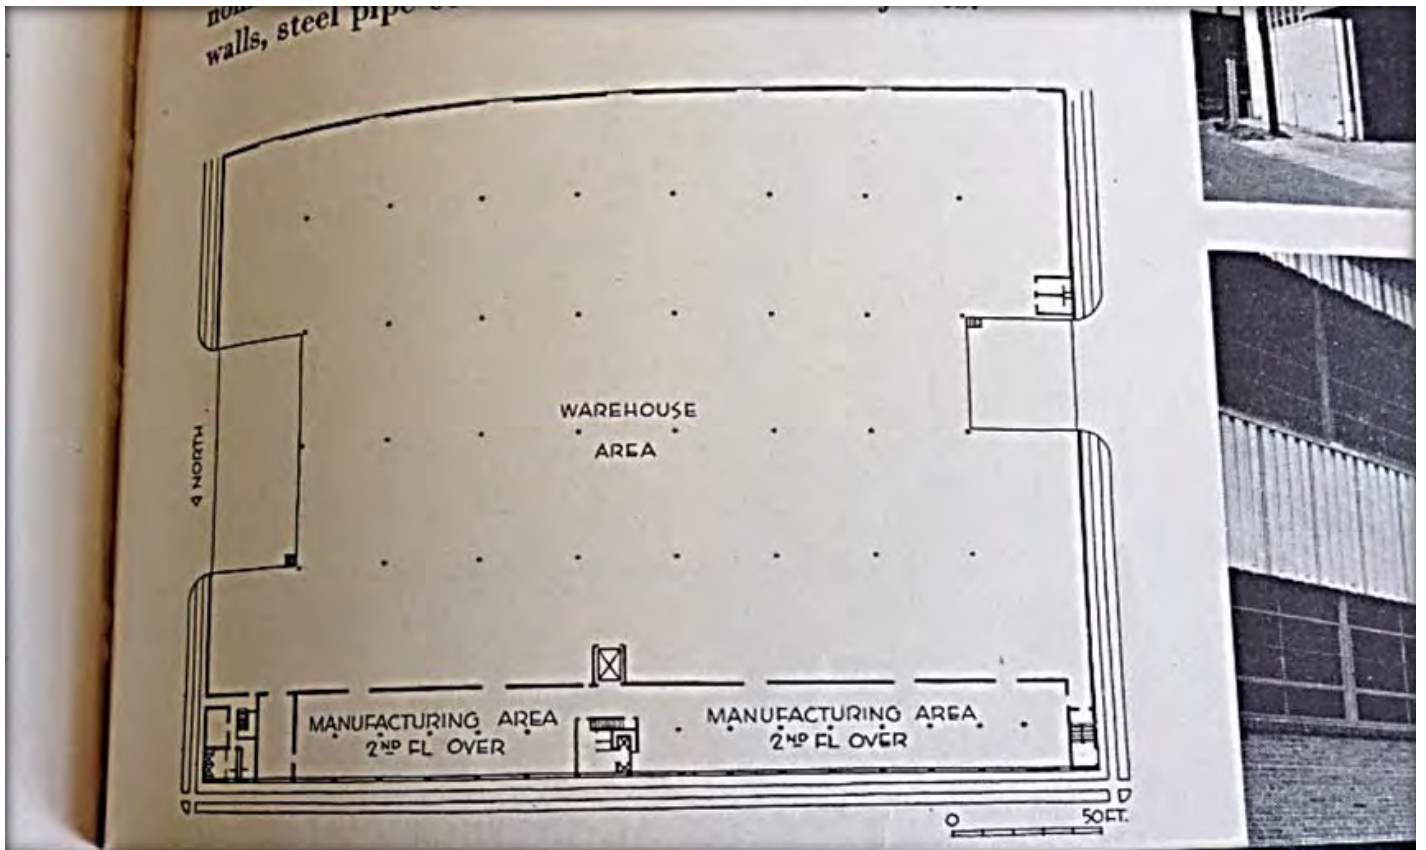 walls, steel pipe
WAREHOUSE
AREA
◁ NORTH
MANUFACTURING AREA
2ND FL OVER
MANUFACTURING AREA
2ND FL OVER
0 50 FT.